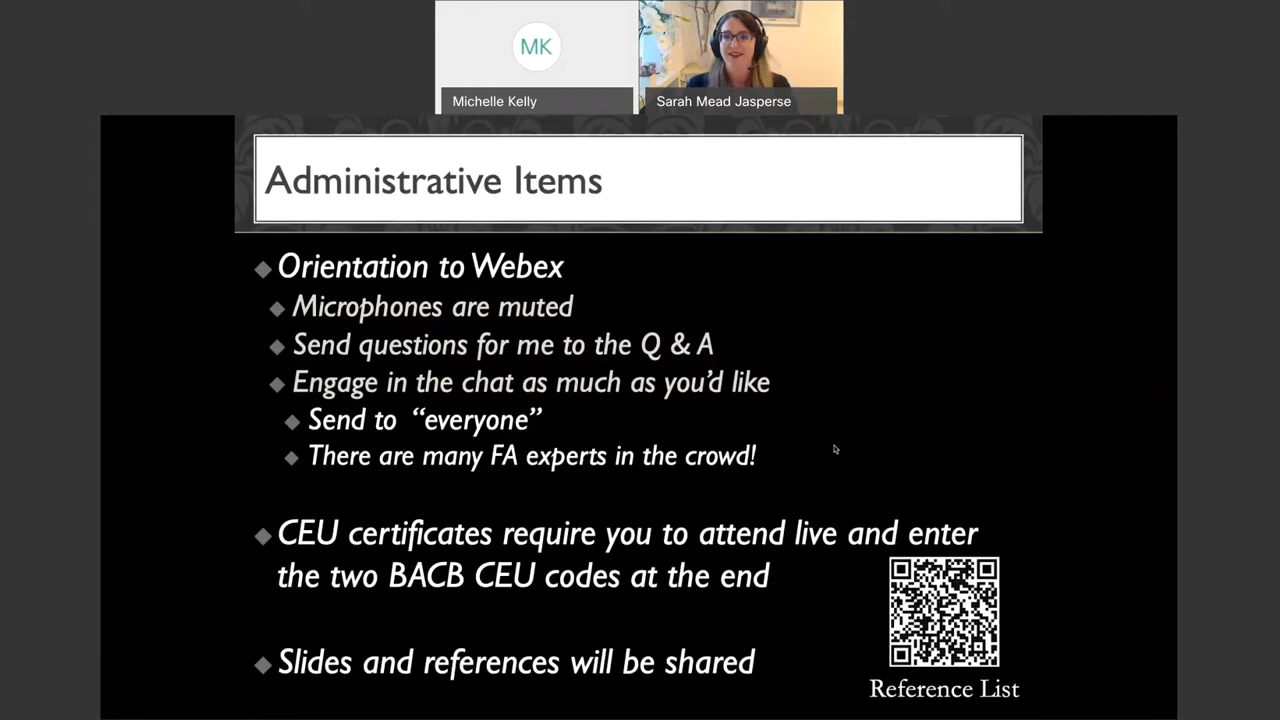 MK
Michelle Kelly
Sarah Mead Jasperse
Administrative Items
Orientation to Webex
Microphones are muted
Send questions for me to the Q & A
Engage in the chat as much as you’d like
Send to “everyone”
There are many FA experts in the crowd!
CEU certificates require you to attend live and enter
the two BACB CEU codes at the end
Slides and references will be shared
Reference List